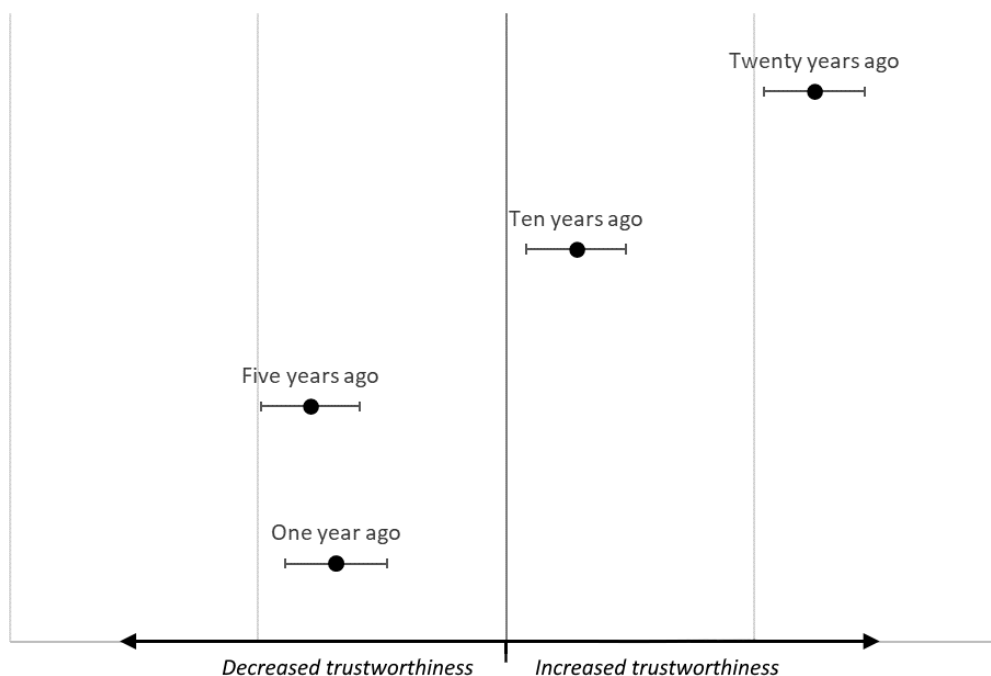 Twenty years ago
Ten years ago
Five years ago
One year ago
Decreased trustworthiness
Increased trustworthiness